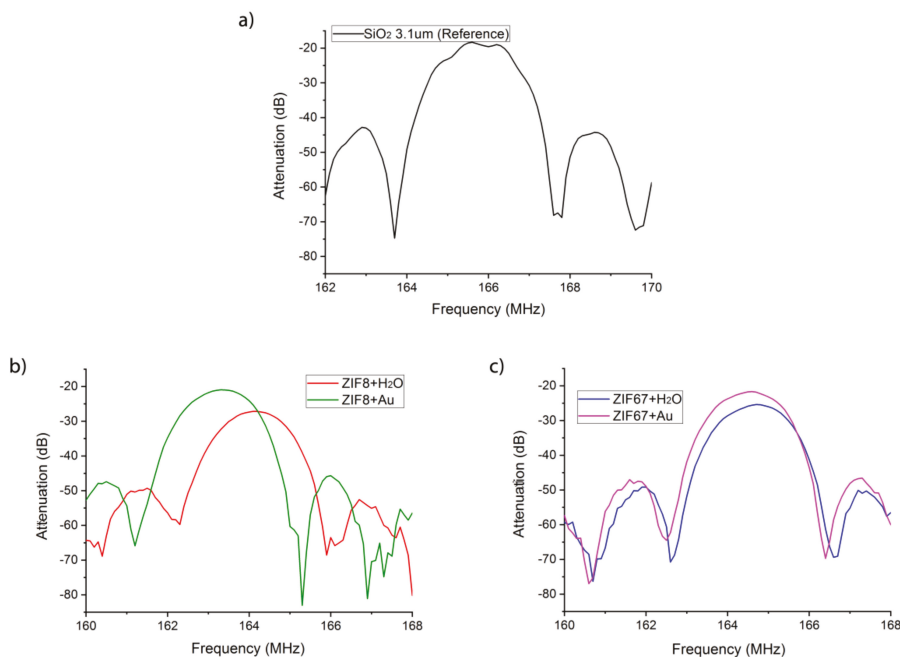 a)
SiO2 3.1um (Reference)
-20
-30
-40
-50
-60
-70
-80
Attenuation (dB)
162 164 166 168 170
Frequency (MHz)
b)
ZIF8+H2O
ZIF8+Au
-20
-30
-40
-50
-60
-70
-80
Attenuation (dB)
160 162 164 166 168
Frequency (MHz)
c)
ZIF67+H2O
ZIF67+Au
-20
-30
-40
-50
-60
-70
-80
Attenuation (dB)
160 162 164 166 168
Frequency (MHz)